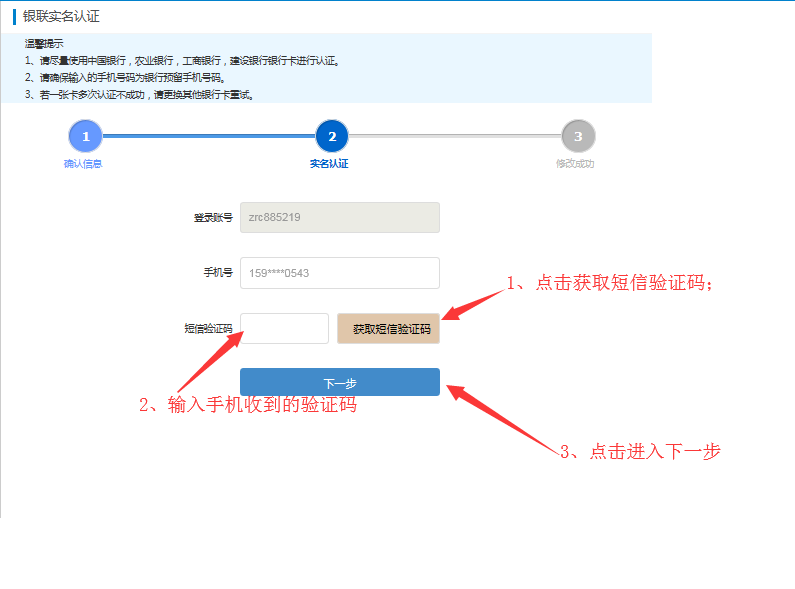 银联实名认证
温馨提示
1、请尽量使用中国银行，农业银行，工商银行，建设银行银行卡进行认证。
2、请确保输入的手机号码为银行预留手机号码。
3、若一张卡多次认证不成功，请更换其他银行卡重试。
1 2 3
确认信息 实名认证 修改成功
登录账号 zrc885219
手机号 159****0543
1、点击获取短信验证码；
短信验证码 获取短信验证码
下一步
2、输入手机收到的验证码
3、点击进入下一步